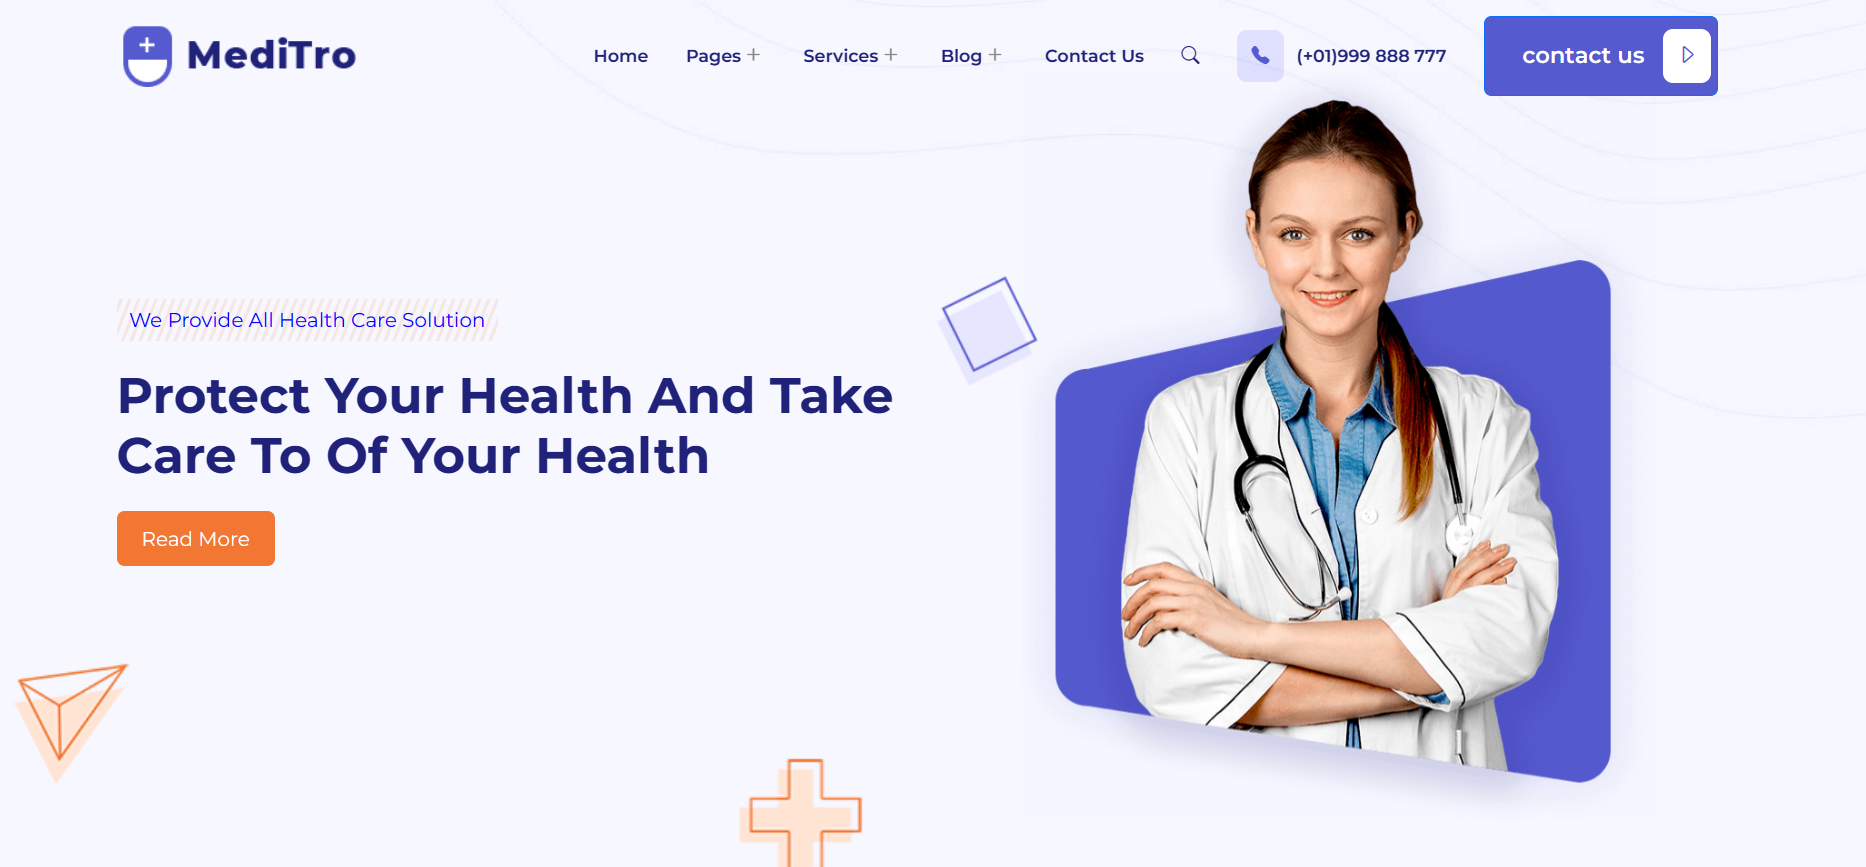 MediTro
Home Pages + Services + Blog + Contact Us (+01)999 888 777 contact us
We Provide All Health Care Solution
Protect Your Health And Take
Care To Of Your Health
Read More